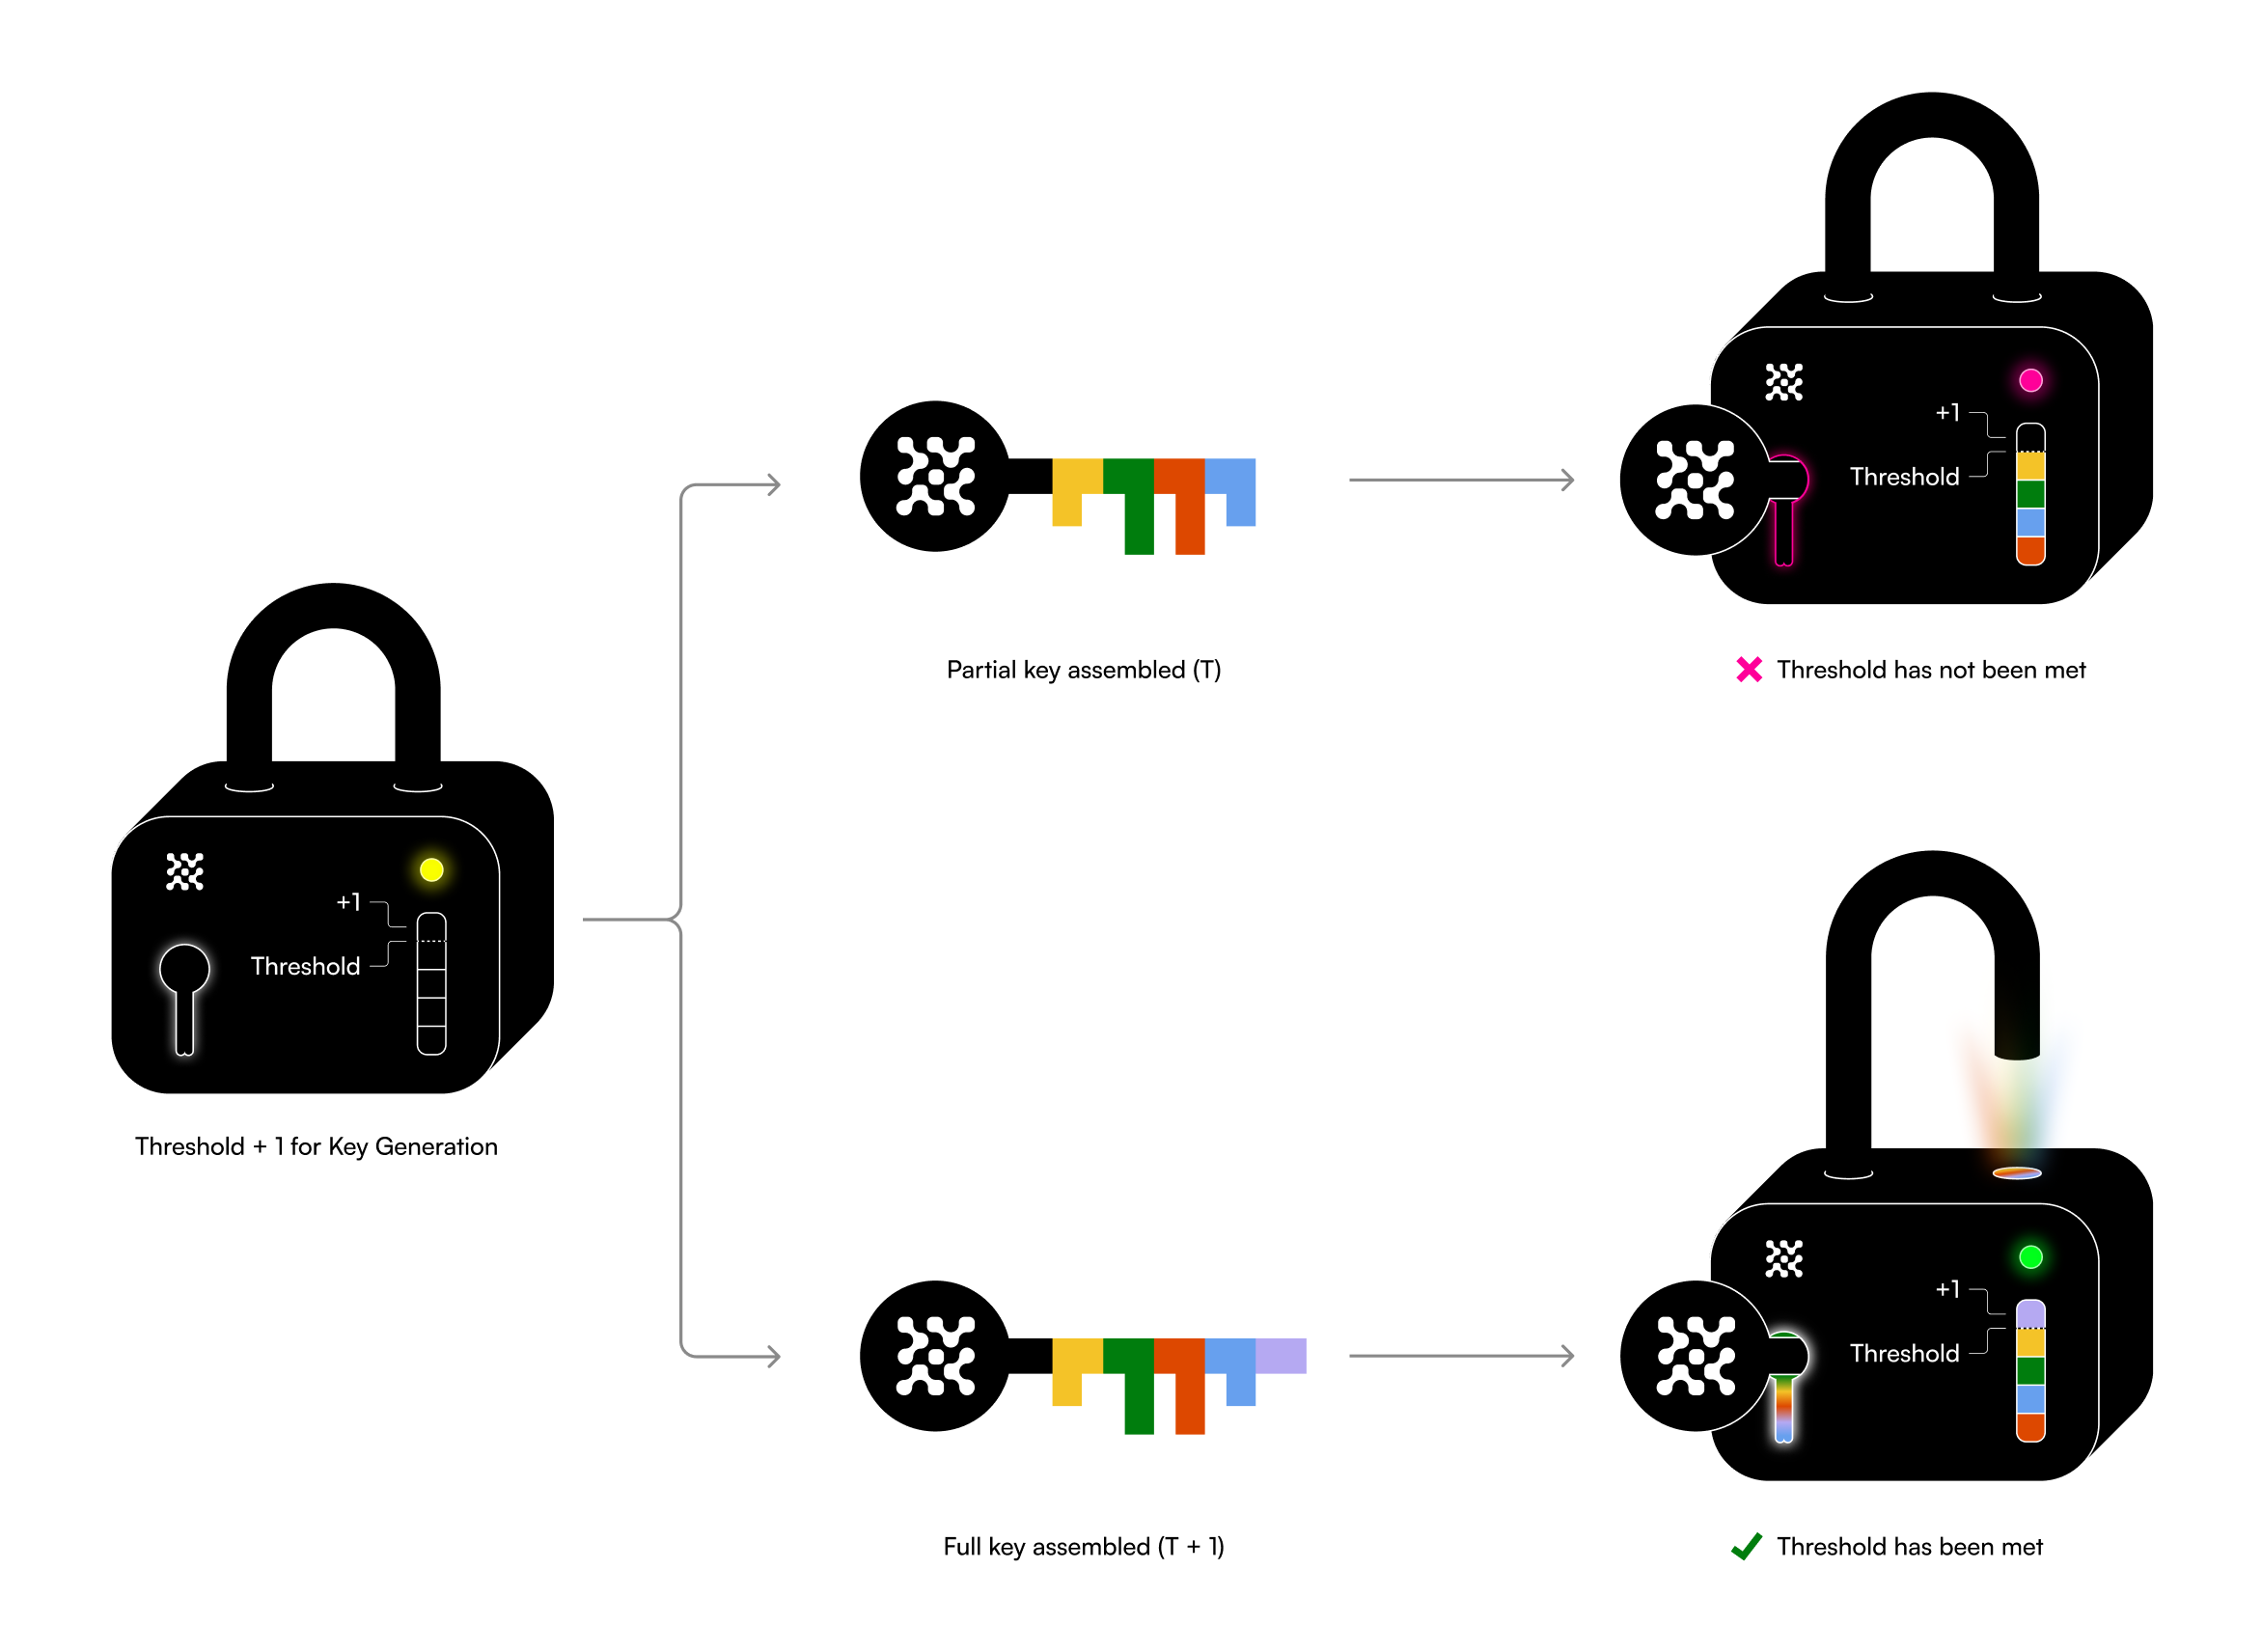 +1
Threshold
Threshold + 1 for Key Generation
Partial key assembled (T)
+1
Threshold
Threshold has not been met
Full key assembled (T + 1)
+1
Threshold
Threshold has been met